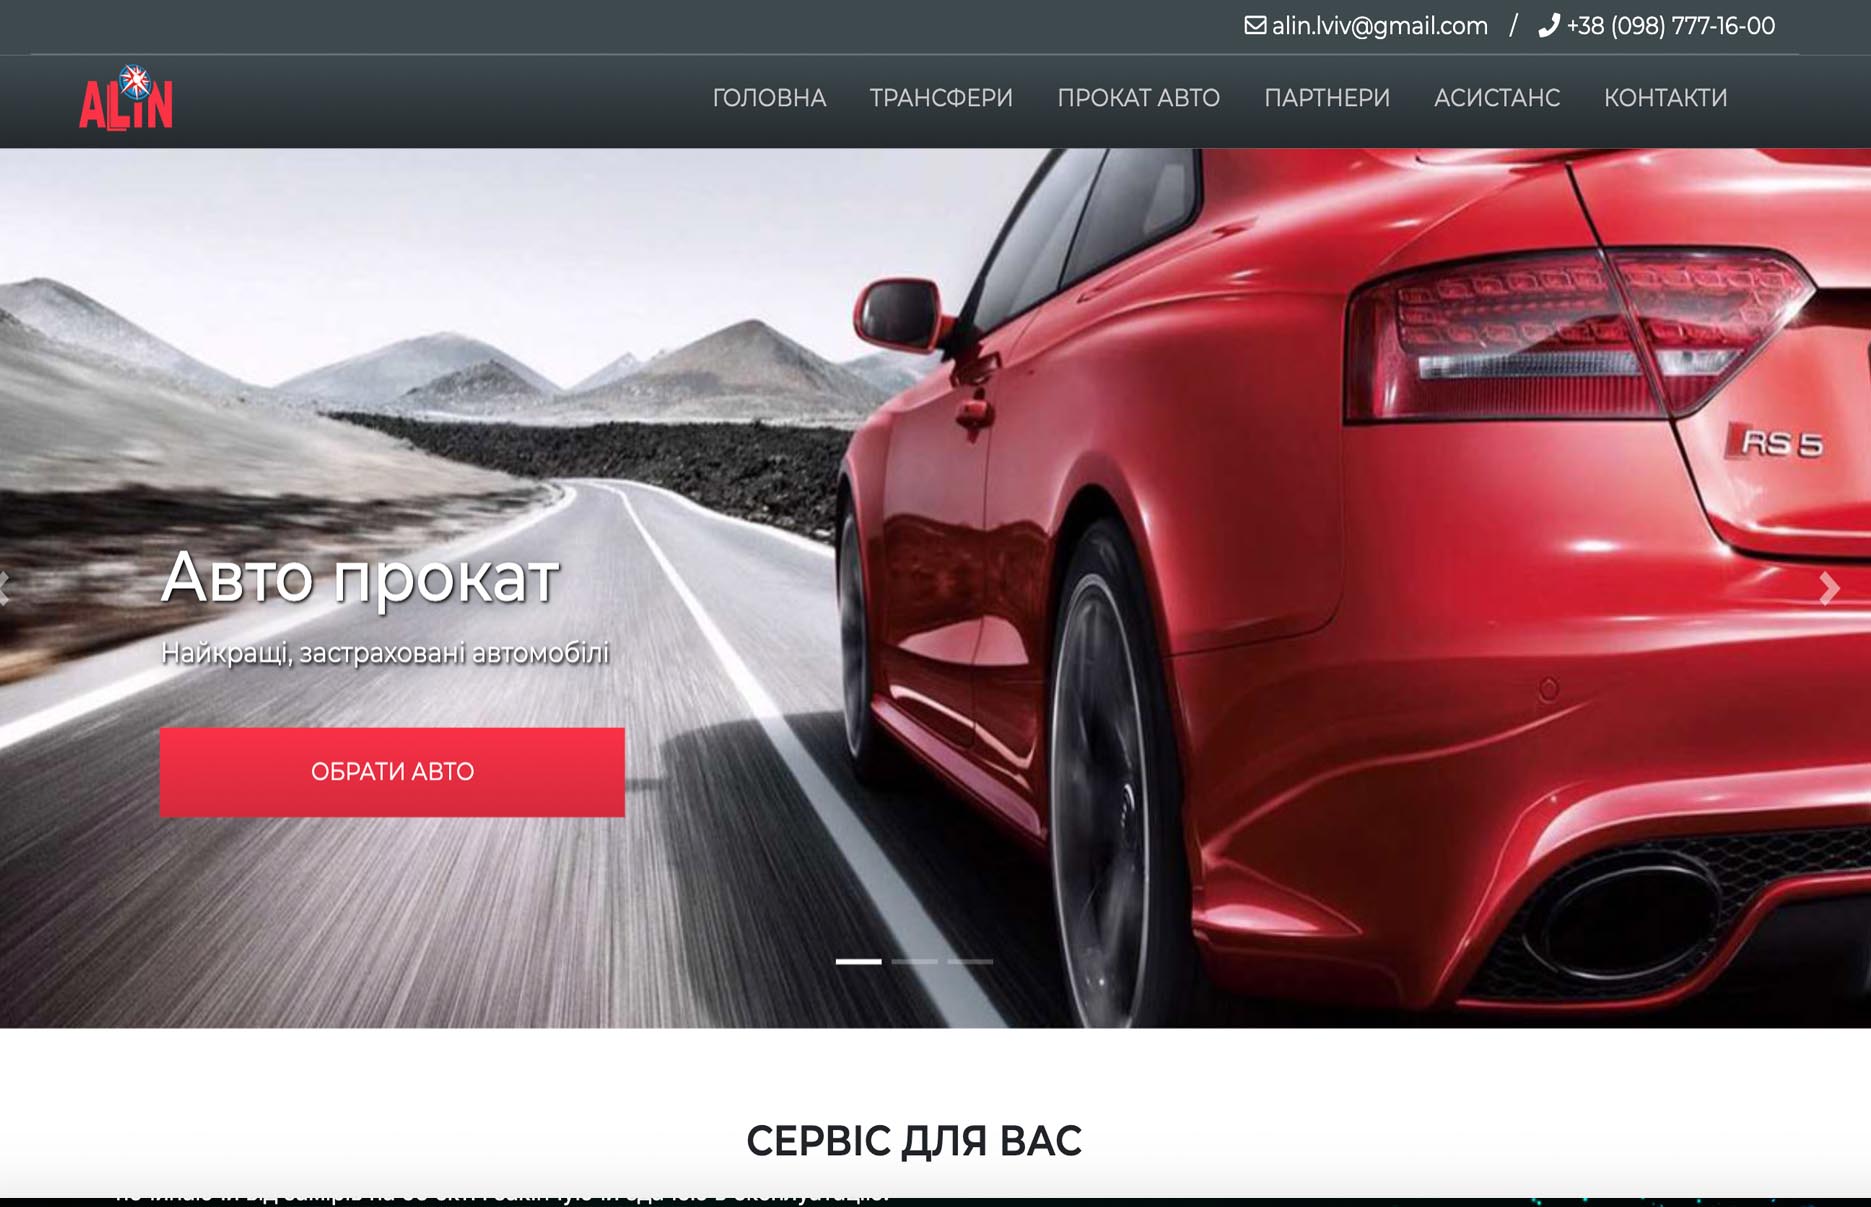 alin.lviv@gmail.com / +38 (098) 777-16-00
ALIN
ГОЛОВНА ТРАНСФЕРИ ПРОКАТ АВТО ПАРТНЕРИ АСИСТАНС КОНТАКТИ
RS 5
Авто прокат
Найкращі, застраховані автомобілі
ОБРАТИ АВТО
СЕРВІС ДЛЯ ВАС